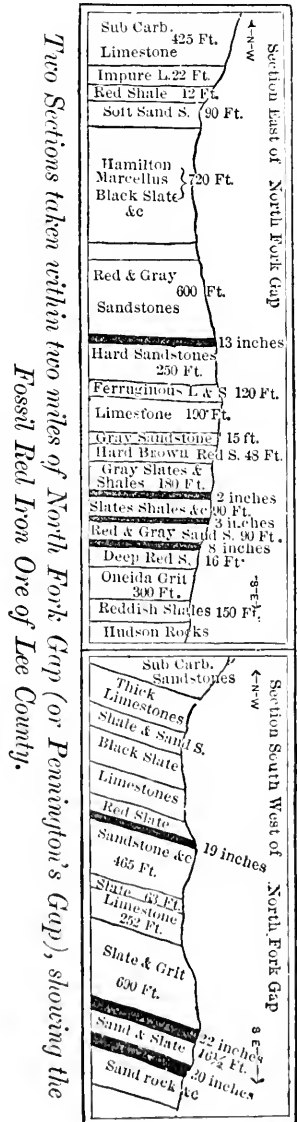 Section East of North Fork Gap
←N-W
Sub Carb.
425 Ft.
Limestone
Impure L.22 Ft.
Red Shale 12 Ft.
Soft Sand S. 90 Ft.
Hamilton
Marcellus } 720 Ft.
Black Slate
&c
Red & Gray
600 Ft.
Sandstones
13 inches
Hard Sandstones
250 Ft.
Ferruginous L & S 120 Ft.
Limestone 190 Ft.
Gray Sandstone 15 ft.
Hard Brown Red S. 48 Ft.
Gray Slates &
Shales 180 Ft.
2 inches
Slates Shales &c 90 Ft.
3 inches
Red & Gray Sand S. 90 Ft.
8 inches
Deep Red S. 16 Ft.
Oneida Grit
300 Ft.
S-E→
Reddish Shales 150 Ft.
Hudson Rocks
Section South West of North Fork Gap
←N-W
Sub Carb.
Sandstones
Thick
Limestones
Shale & Sand S.
Black Slate
Limestones
Red Slate
19 inches
Sandstone &c
465 Ft.
Slate 63 Ft.
Limestone
252 Ft.
Slate & Grit
690 Ft.
S E→
22 inches
Sand & Slate 16½ Ft.
20 inches
Sand rock &c
Two Sections taken within two miles of North Fork Gap (or Pennington's Gap), showing the
Fossil Red Iron Ore of Lee County.